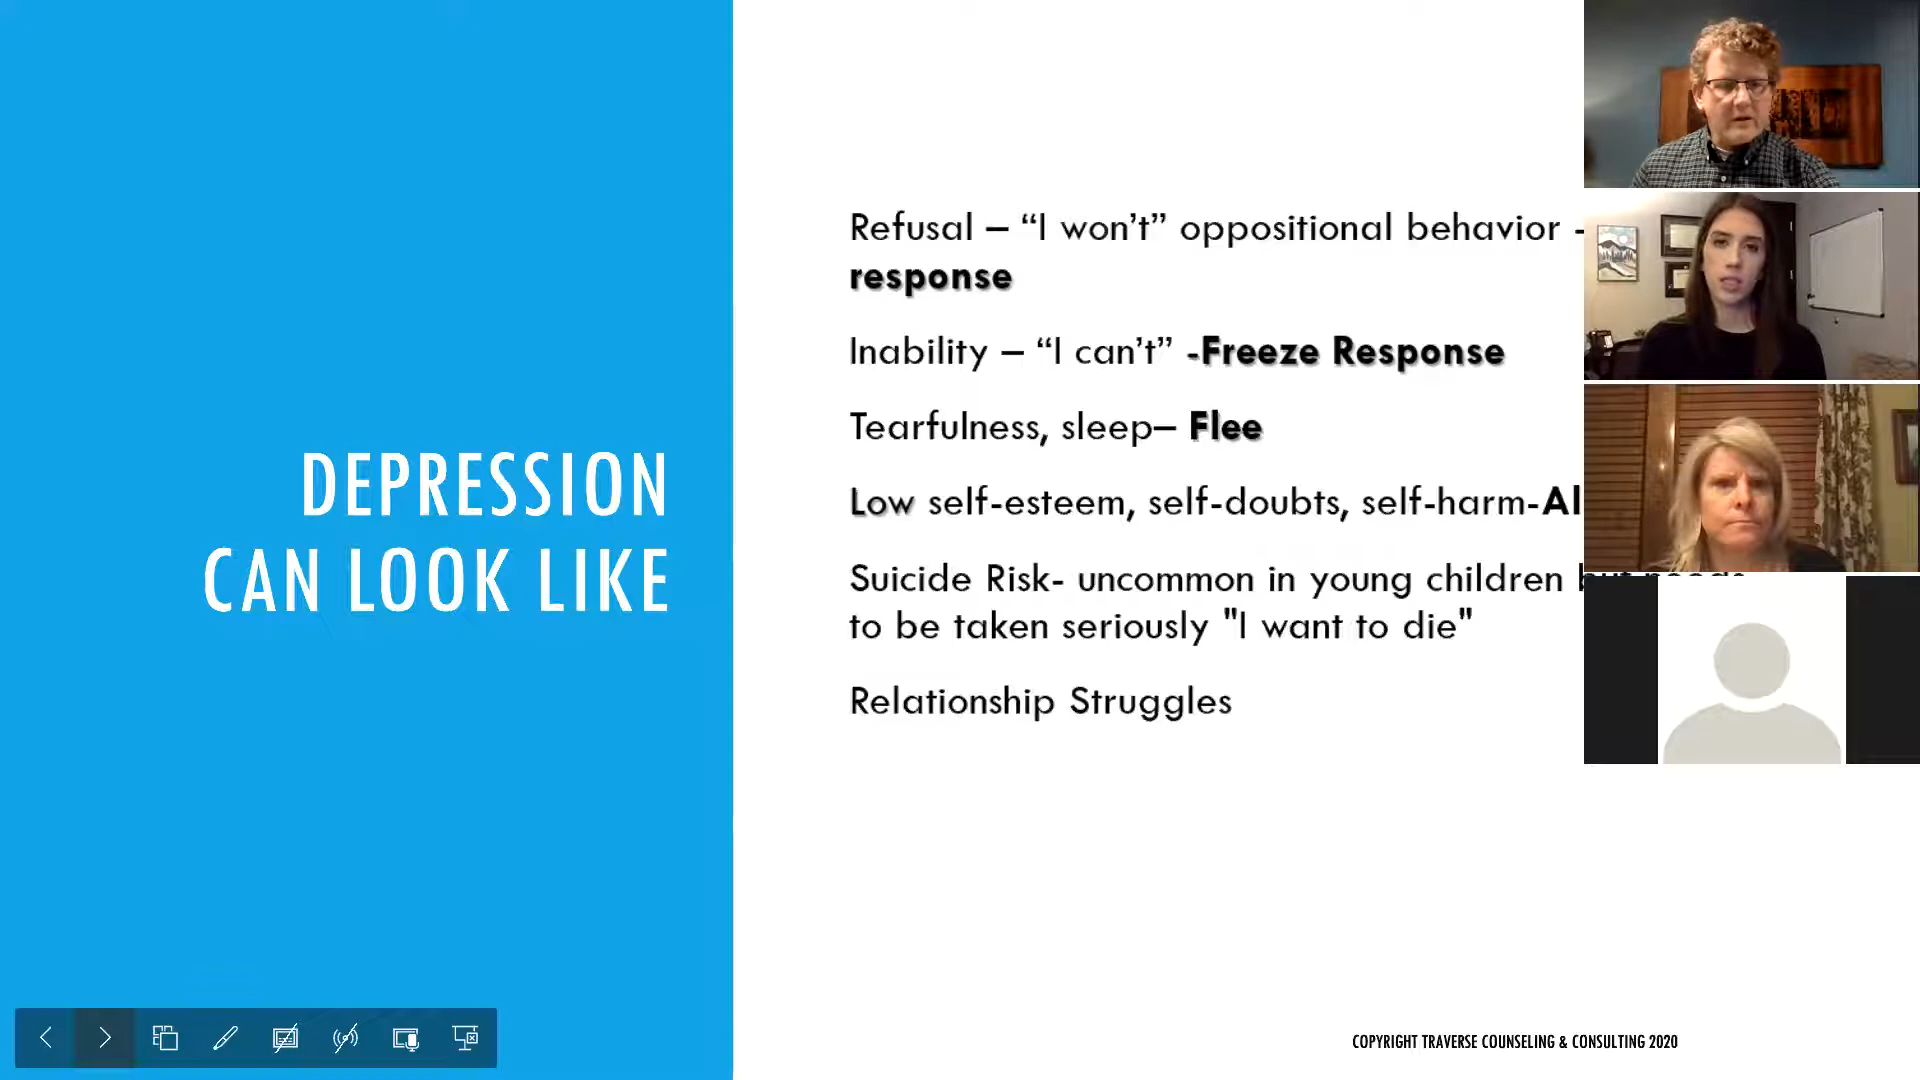 DEPRESSION
CAN LOOK LIKE
Refusal – “I won’t” oppositional behavior -
response
Inability – “I can’t” -Freeze Response
Tearfulness, sleep– Flee
Low self-esteem, self-doubts, self-harm-
Suicide Risk- uncommon in young children
to be taken seriously "I want to die"
Relationship Struggles
COPYRIGHT TRAVERSE COUNSELING & CONSULTING 2020